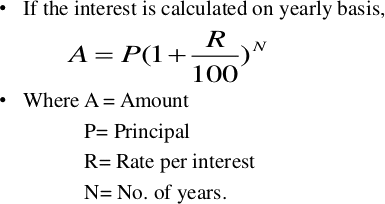 • If the interest is calculated on yearly basis,
A = P(1 + R/100)^N
• Where A = Amount
P= Principal
R= Rate per interest
N= No. of years.